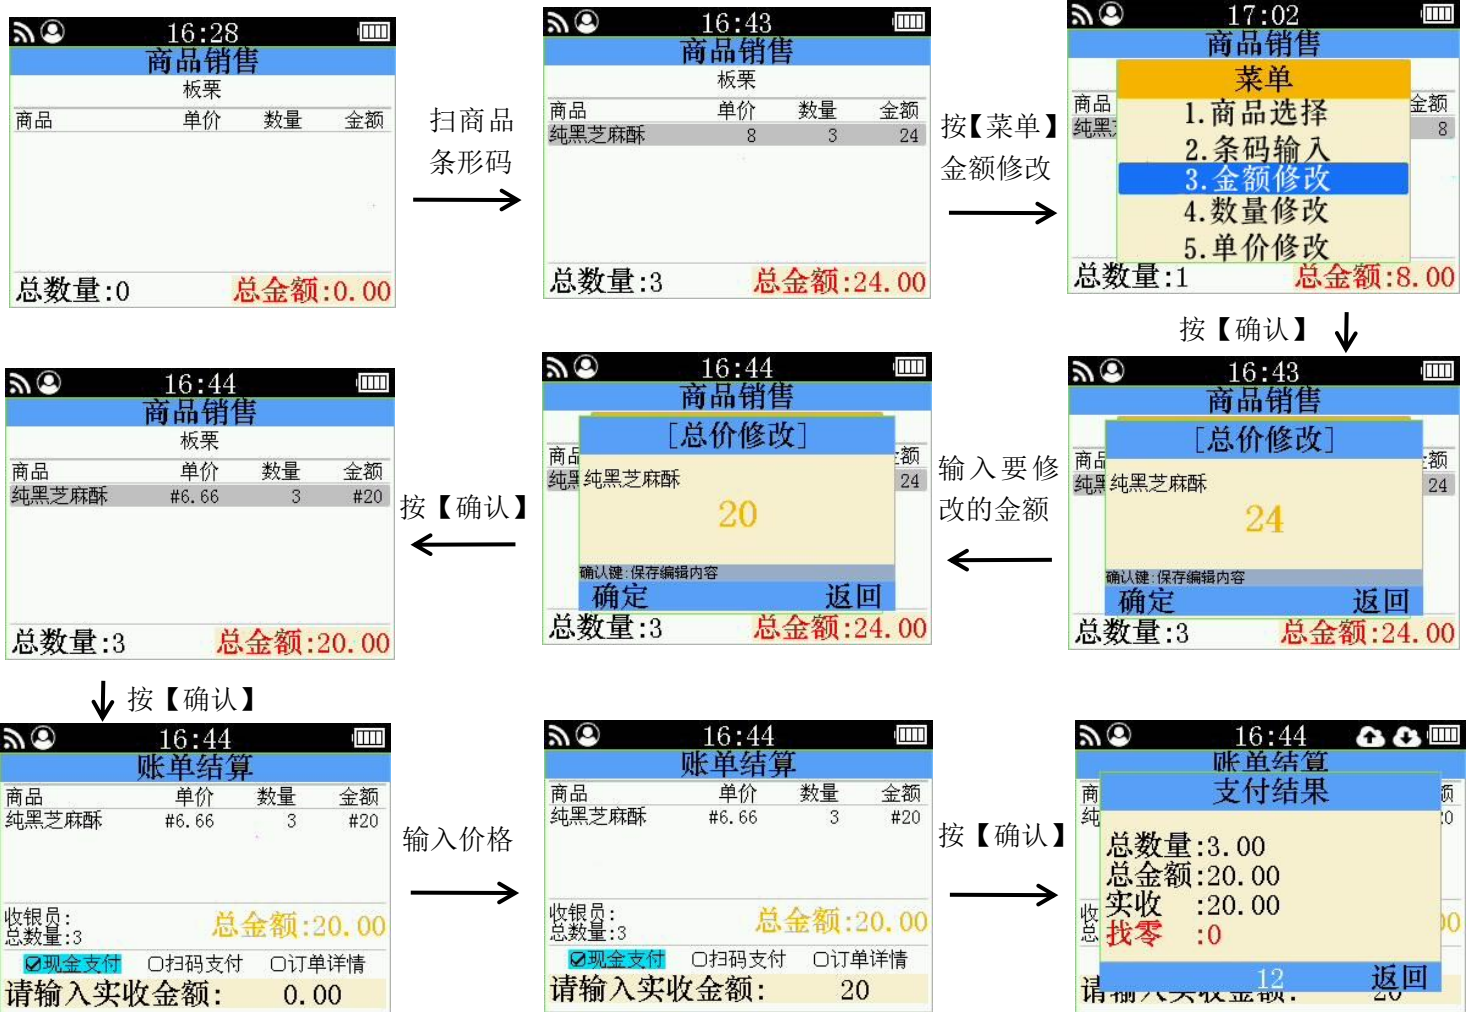 16:28
商品销售
板栗
商品 单价 数量 金额
总数量:0 总金额:0.00
扫商品
条形码
16:43
商品销售
板栗
商品 单价 数量 金额
纯黑芝麻酥 8 3 24
总数量:3 总金额:24.00
按【菜单】
金额修改
17:02
商品销售
菜单
商品 金额
纯黑 8
1.商品选择
2.条码输入
3.金额修改
4.数量修改
5.单价修改
总数量:1 总金额:8.00
按【确认】
16:43
商品销售
[总价修改]
纯黑芝麻酥 24
24
确认键:保存编辑内容
确定 返回
总数量:3 总金额:24.00
输入要修
改的金额
16:44
商品销售
[总价修改]
纯黑芝麻酥 24
20
确认键:保存编辑内容
确定 返回
总数量:3 总金额:24.00
按【确认】
16:44
商品销售
板栗
商品 单价 数量 金额
纯黑芝麻酥 #6.66 3 #20
总数量:3 总金额:20.00
按【确认】
16:44
账单结算
商品 单价 数量 金额
纯黑芝麻酥 #6.66 3 #20
收银员:
总数量:3 总金额:20.00
现金支付 扫码支付 订单详情
请输入实收金额: 0.00
输入价格
16:44
账单结算
商品 单价 数量 金额
纯黑芝麻酥 #6.66 3 #20
收银员:
总数量:3 总金额:20.00
现金支付 扫码支付 订单详情
请输入实收金额: 20
按【确认】
16:44
账单结算
支付结果
总数量:3.00
总金额:20.00
实收 :20.00
找零 :0
12 返回
请输入实收金额: 20